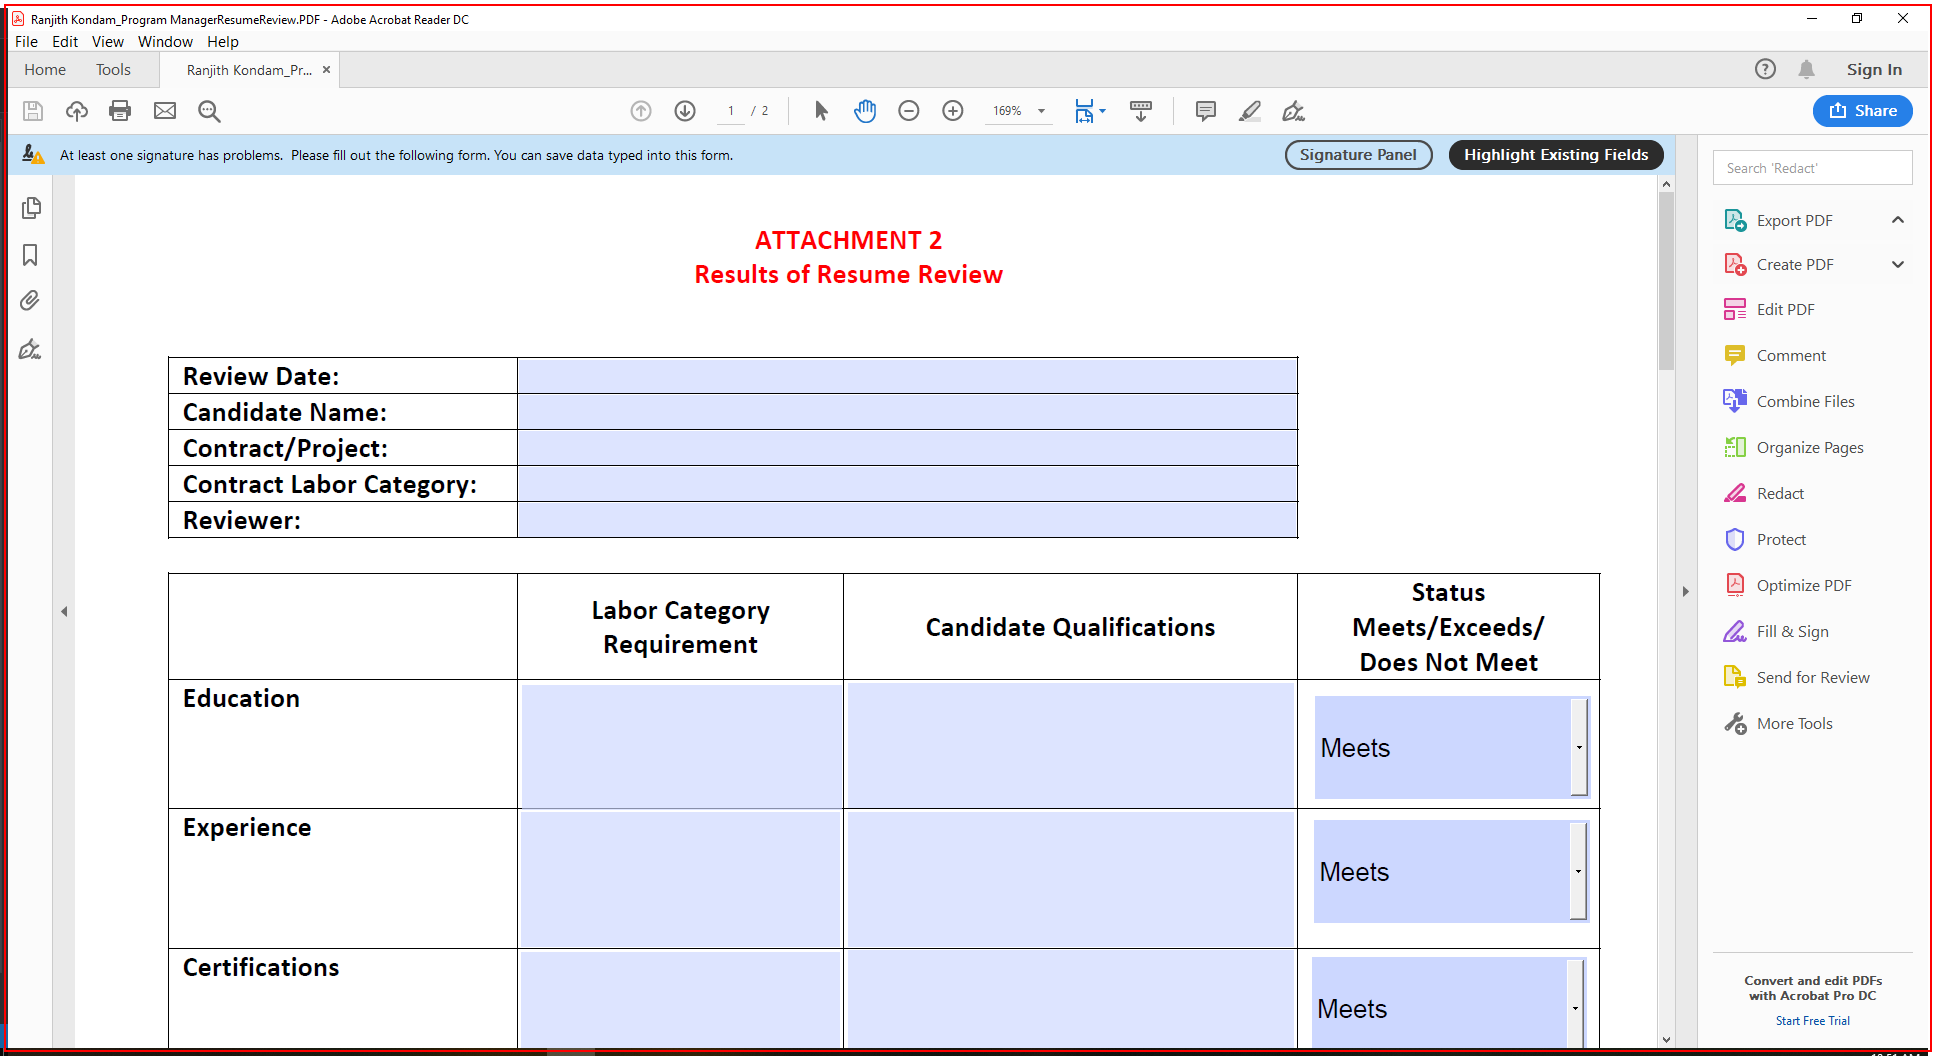 Ranjith Kondam_Program ManagerResumeReview.PDF - Adobe Acrobat Reader DC
File Edit View Window Help
Home Tools Ranjith Kondam_Pr... × Sign In
1 / 2 169% Share
At least one signature has problems. Please fill out the following form. You can save data typed into this form. Signature Panel Highlight Existing Fields
Search 'Redact'
Export PDF
Create PDF
Edit PDF
Comment
Combine Files
Organize Pages
Redact
Protect
Optimize PDF
Fill & Sign
Send for Review
More Tools
Convert and edit PDFs
with Acrobat Pro DC
Start Free Trial
ATTACHMENT 2
Results of Resume Review
Review Date:
Candidate Name:
Contract/Project:
Contract Labor Category:
Reviewer:
Labor Category
Requirement
Candidate Qualifications
Status
Meets/Exceeds/
Does Not Meet
Education
Meets
Experience
Meets
Certifications
Meets